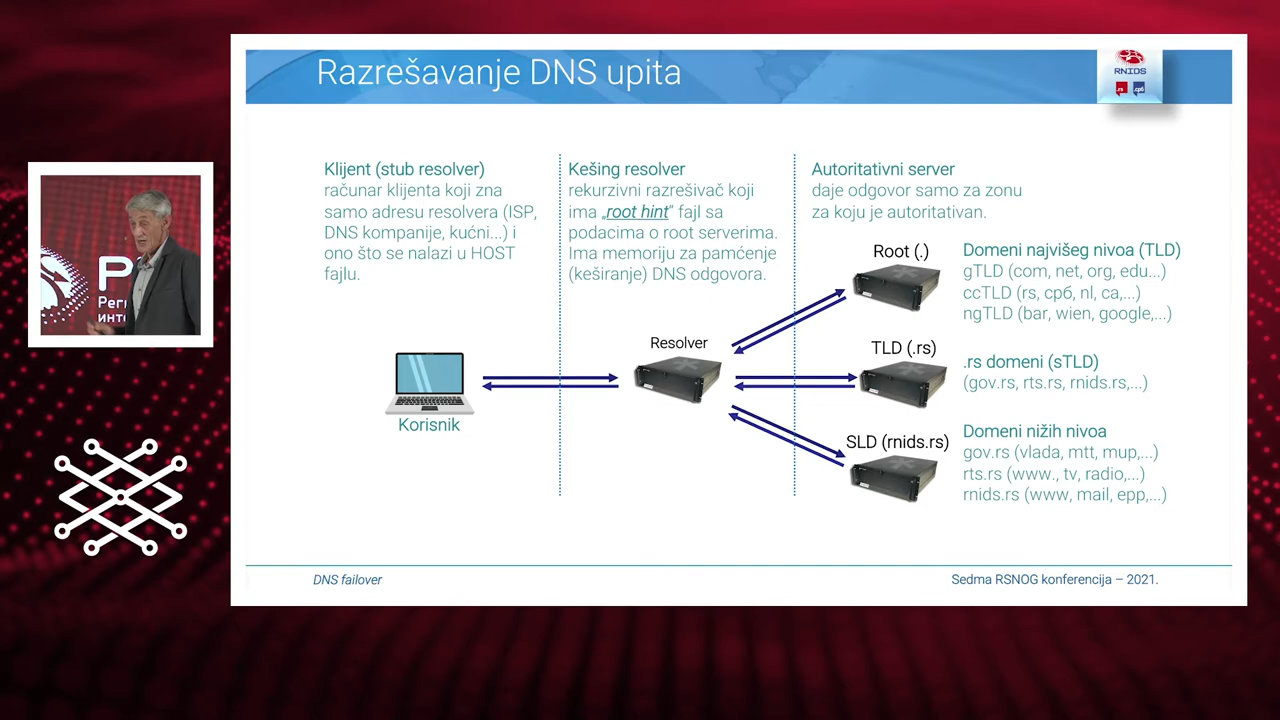 Razrešavanje DNS upita
RNIDS
.rs .срб
Klijent (stub resolver)
računar klijenta koji zna
samo adresu resolvera (ISP,
DNS kompanije, kućni...) i
ono što se nalazi u HOST
fajlu.
Kešing resolver
rekurzivni razrešivač koji
ima „root hint“ fajl sa
podacima o root serverima.
Ima memoriju za pamćenje
(keširanje) DNS odgovora.
Autoritativni server
daje odgovor samo za zonu
za koju je autoritativan.
Root (.)
Domeni najvišeg nivoa (TLD)
gTLD (com, net, org, edu...)
ccTLD (rs, срб, nl, ca,...)
ngTLD (bar, wien, google,...)
Resolver
TLD (.rs)
.rs domeni (sTLD)
(gov.rs, rts.rs, rnids.rs,...)
Korisnik
SLD (rnids.rs)
Domeni nižih nivoa
gov.rs (vlada, mtt, mup,...)
rts.rs (www., tv, radio,...)
rnids.rs (www, mail, epp,...)
DNS failover
Sedma RSNOG konferencija – 2021.